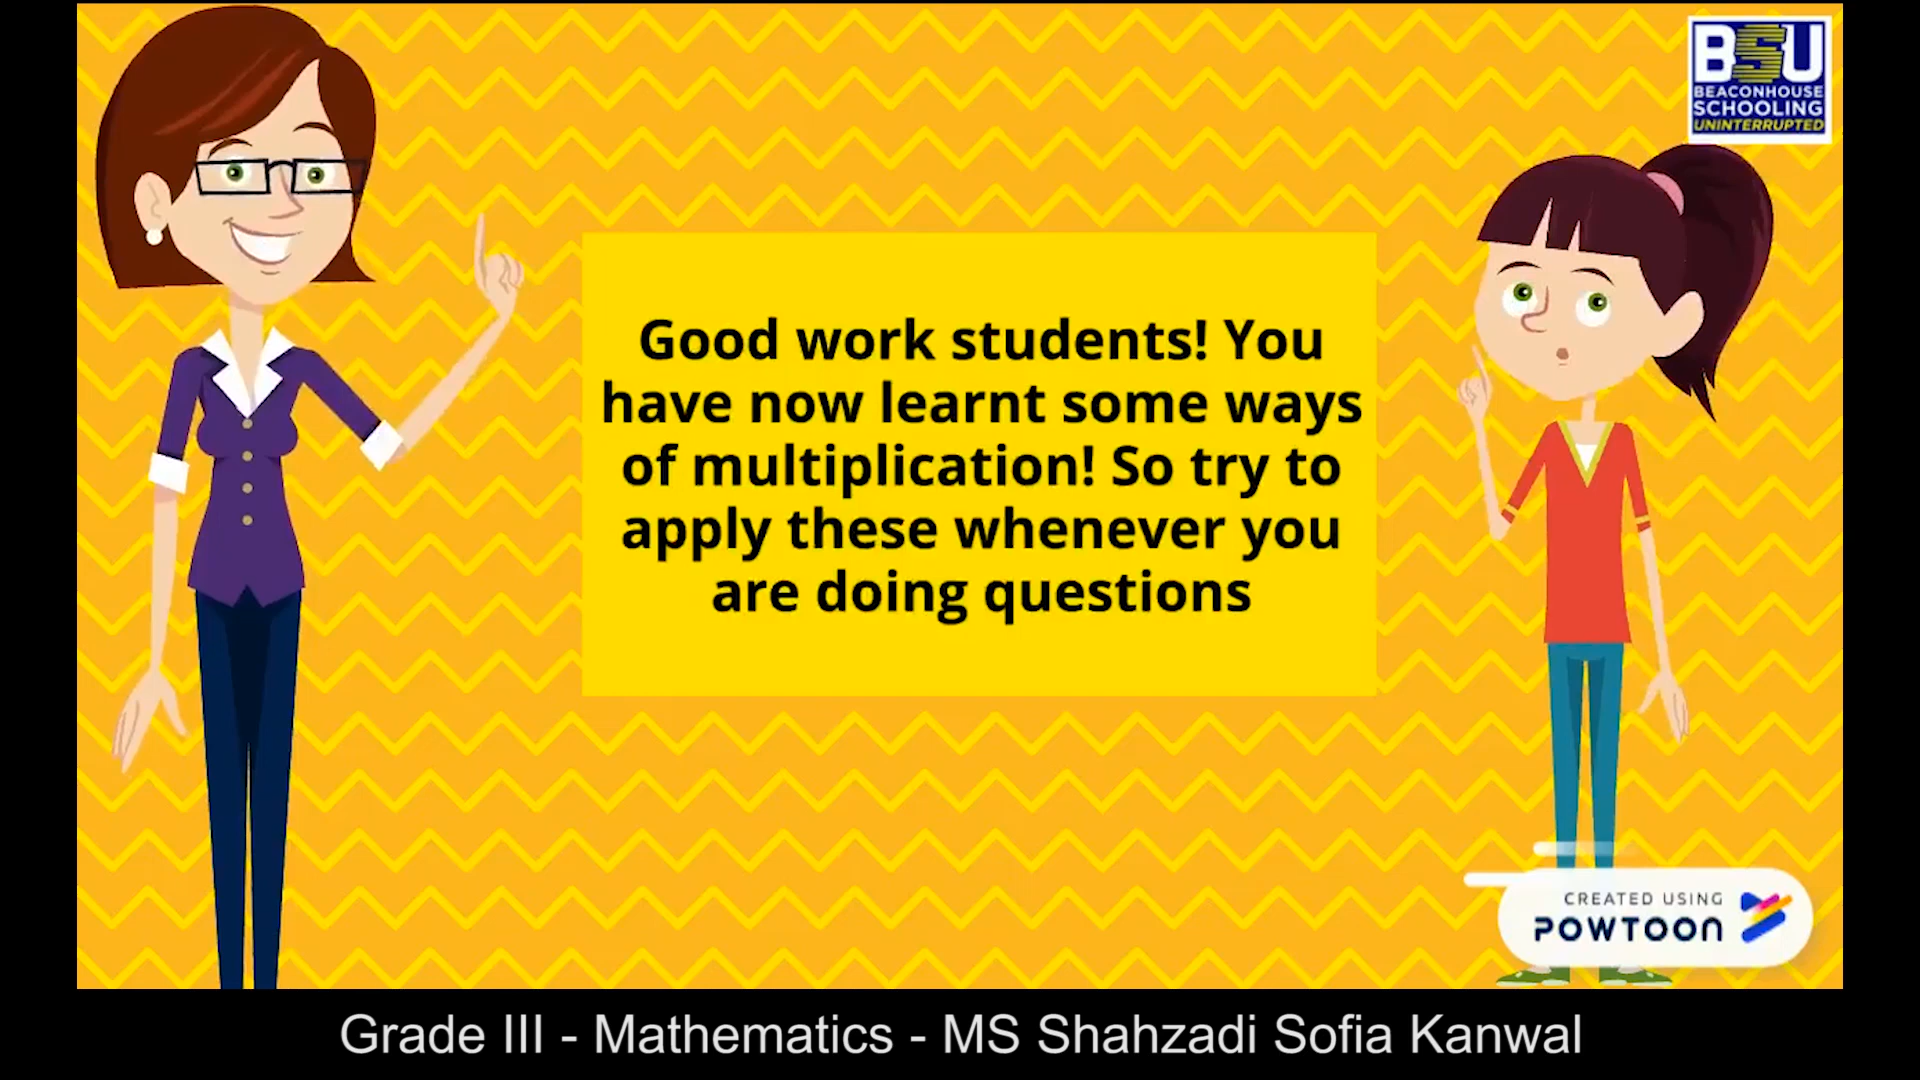 BSU
BEACONHOUSE
SCHOOLING
UNINTERRUPTED
Good work students! You
have now learnt some ways
of multiplication! So try to
apply these whenever you
are doing questions
CREATED USING
POWTOON
Grade III - Mathematics - MS Shahzadi Sofia Kanwal